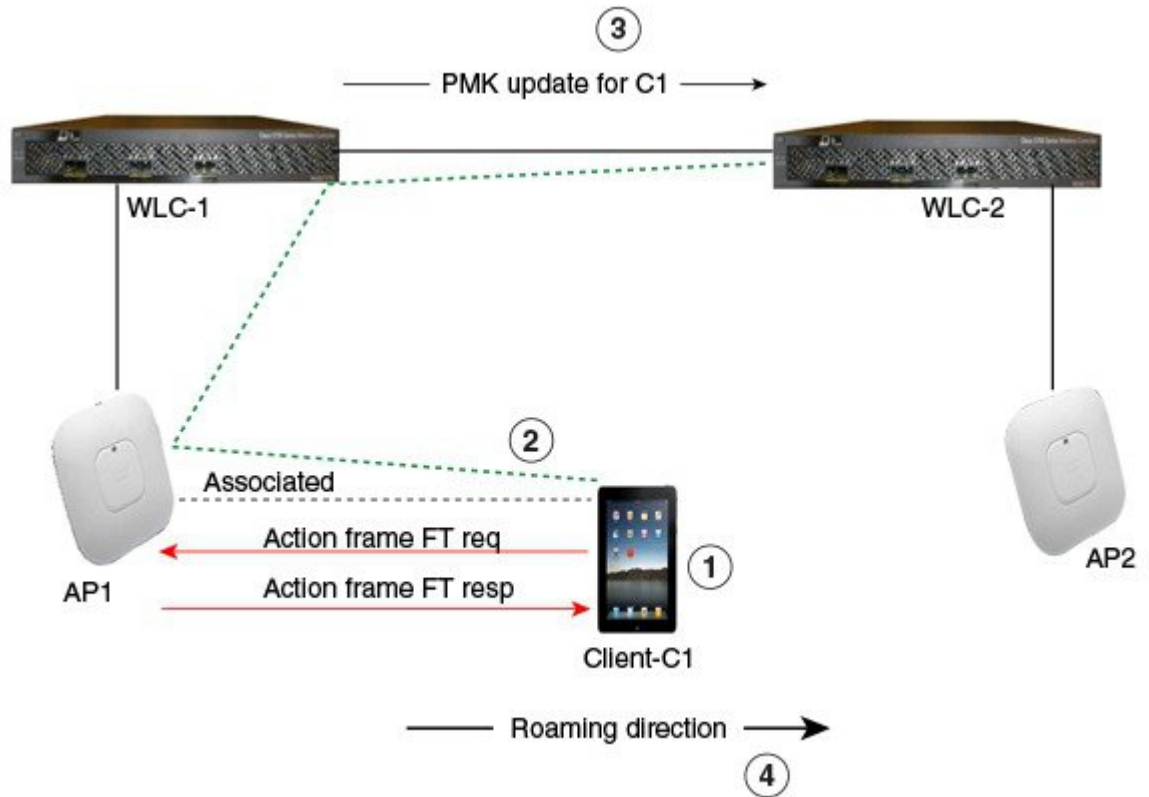 3
PMK update for C1
WLC-1
WLC-2
2
Associated
Action frame FT req
1
Action frame FT resp
AP1
AP2
Client-C1
Roaming direction
4